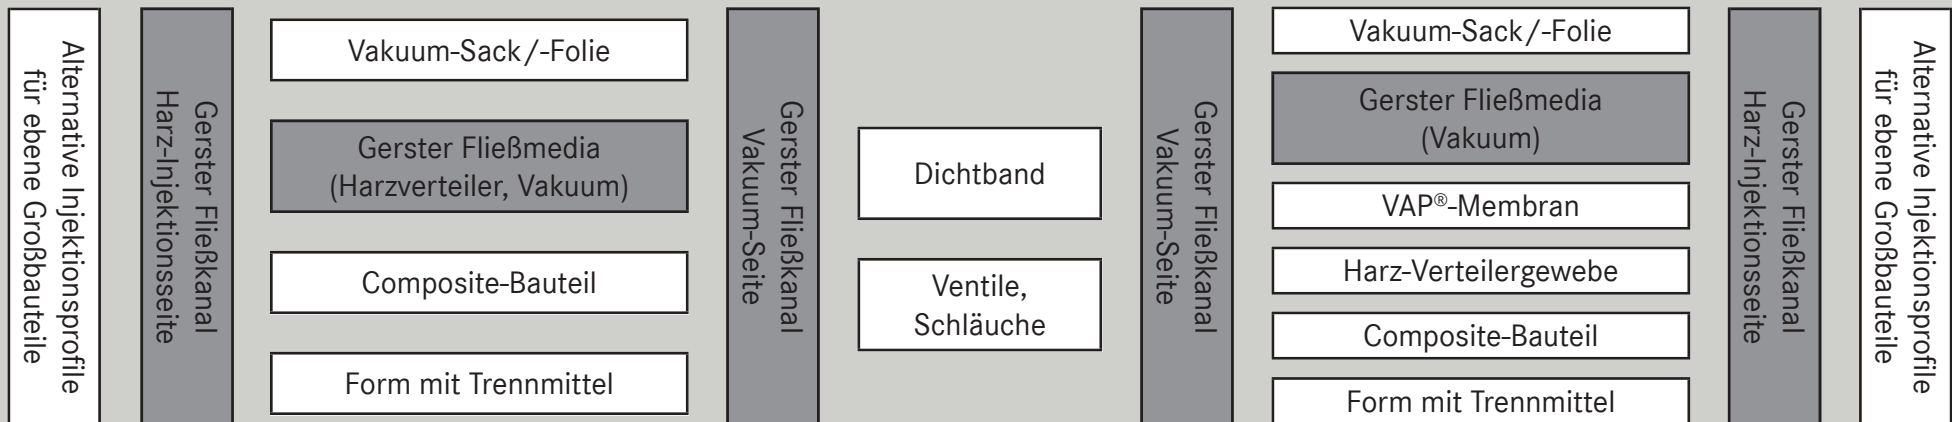 Alternative Injektionsprofile
für ebene Großbauteile
Gerster Fließkanal
Harz-Injektionsseite
Vakuum-Sack/-Folie
Gerster Fließmedia
(Harzverteiler, Vakuum)
Composite-Bauteil
Form mit Trennmittel
Gerster Fließkanal
Vakuum-Seite
Dichtband
Ventile,
Schläuche
Gerster Fließkanal
Vakuum-Seite
Vakuum-Sack/-Folie
Gerster Fließmedia
(Vakuum)
VAP®-Membran
Harz-Verteilergewebe
Composite-Bauteil
Form mit Trennmittel
Gerster Fließkanal
Harz-Injektionsseite
Alternative Injektionsprofile
für ebene Großbauteile